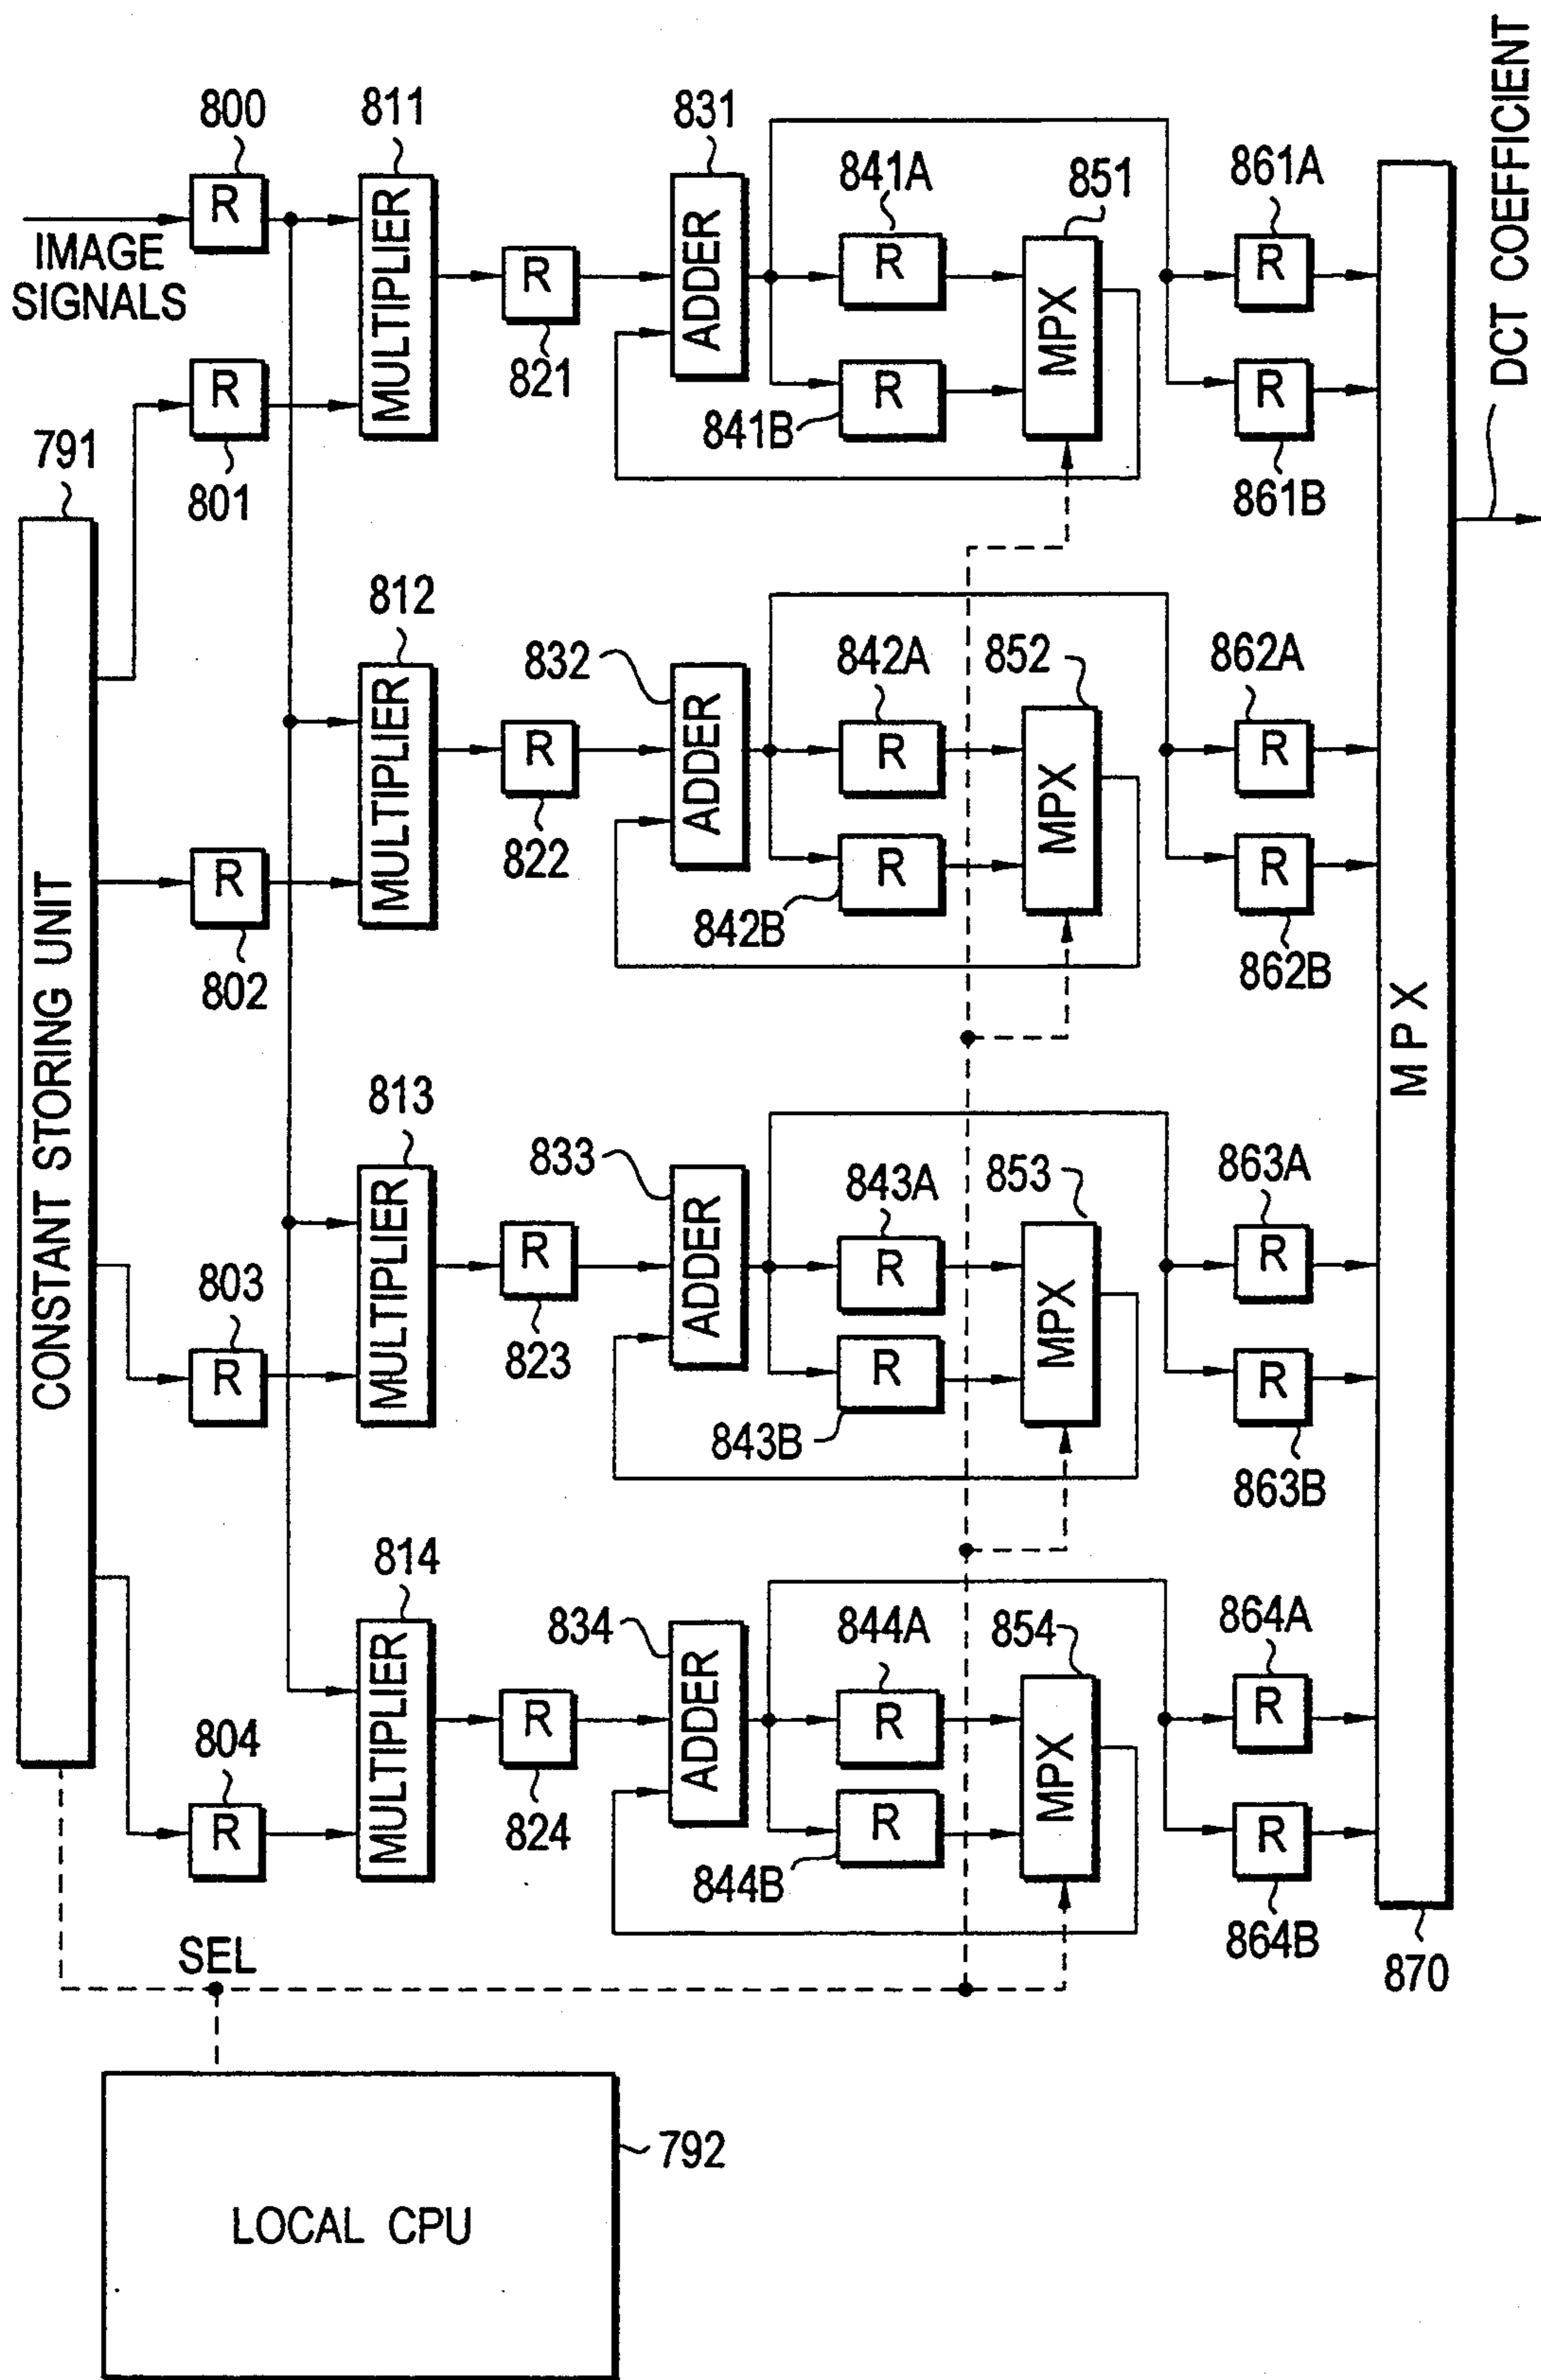 800
811
831
R
IMAGE
SIGNALS
MULTIPLIER
R
821
ADDER
841A
R
841B
R
851
MPX
861A
R
861B
R
DCT COEFFICIENT
R
801
791
CONSTANT STORING UNIT
812
MULTIPLIER
R
802
R
822
832
ADDER
842A
R
842B
R
852
MPX
862A
R
862B
R
MPX
813
MULTIPLIER
803
R
R
823
833
ADDER
843A
R
843B
R
853
MPX
863A
R
863B
R
814
MULTIPLIER
804
R
R
824
834
ADDER
844A
R
844B
R
854
MPX
864A
R
864B
R
870
SEL
792
LOCAL CPU